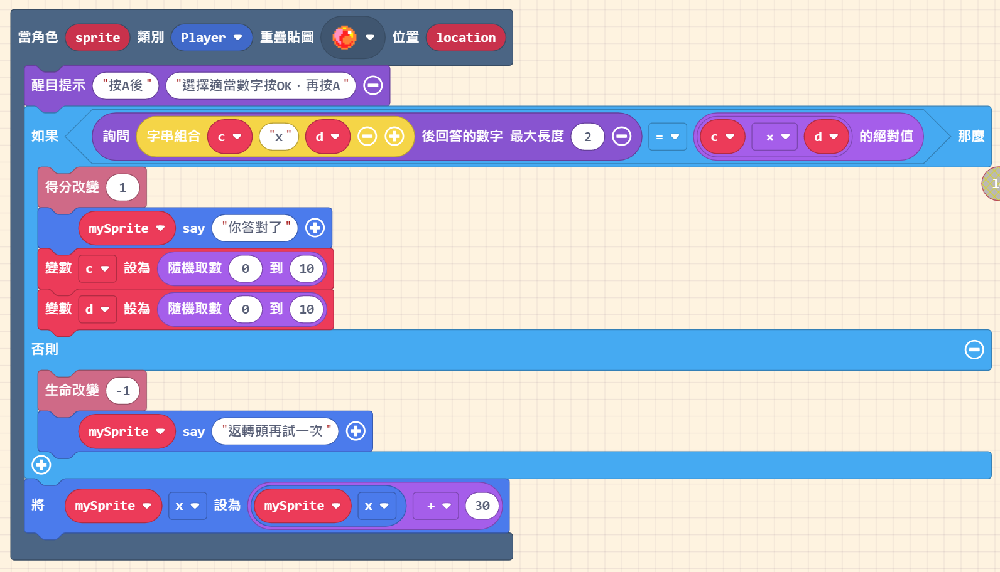 當角色 sprite 類別 Player 重疊貼圖 位置 location
醒目提示 "按A後" "選擇適當數字按OK，再按A"
如果 詢問 字串組合 c "x" d 後回答的數字 最大長度 2 = c × d 的絕對值 那麼
得分改變 1
mySprite say "你答對了"
變數 c 設為 隨機取數 0 到 10
變數 d 設為 隨機取數 0 到 10
否則
生命改變 -1
mySprite say "返轉頭再試一次"
將 mySprite x 設為 mySprite x + 30